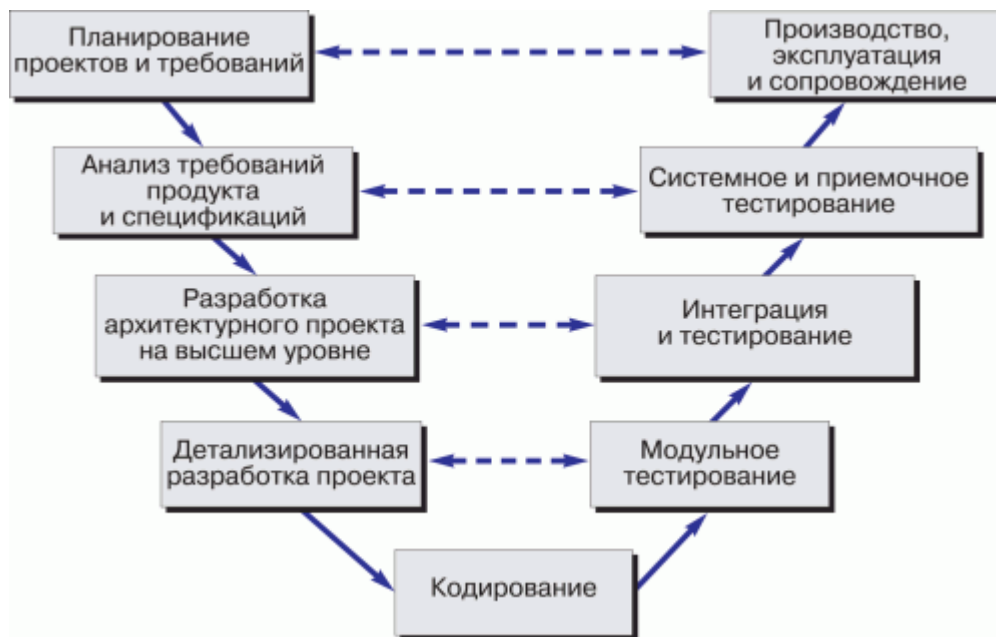 Планирование
проектов и требований
Производство,
эксплуатация
и сопровождение
Анализ требований
продукта
и спецификаций
Системное и приемочное
тестирование
Разработка
архитектурного проекта
на высшем уровне
Интеграция
и тестирование
Детализированная
разработка проекта
Модульное
тестирование
Кодирование